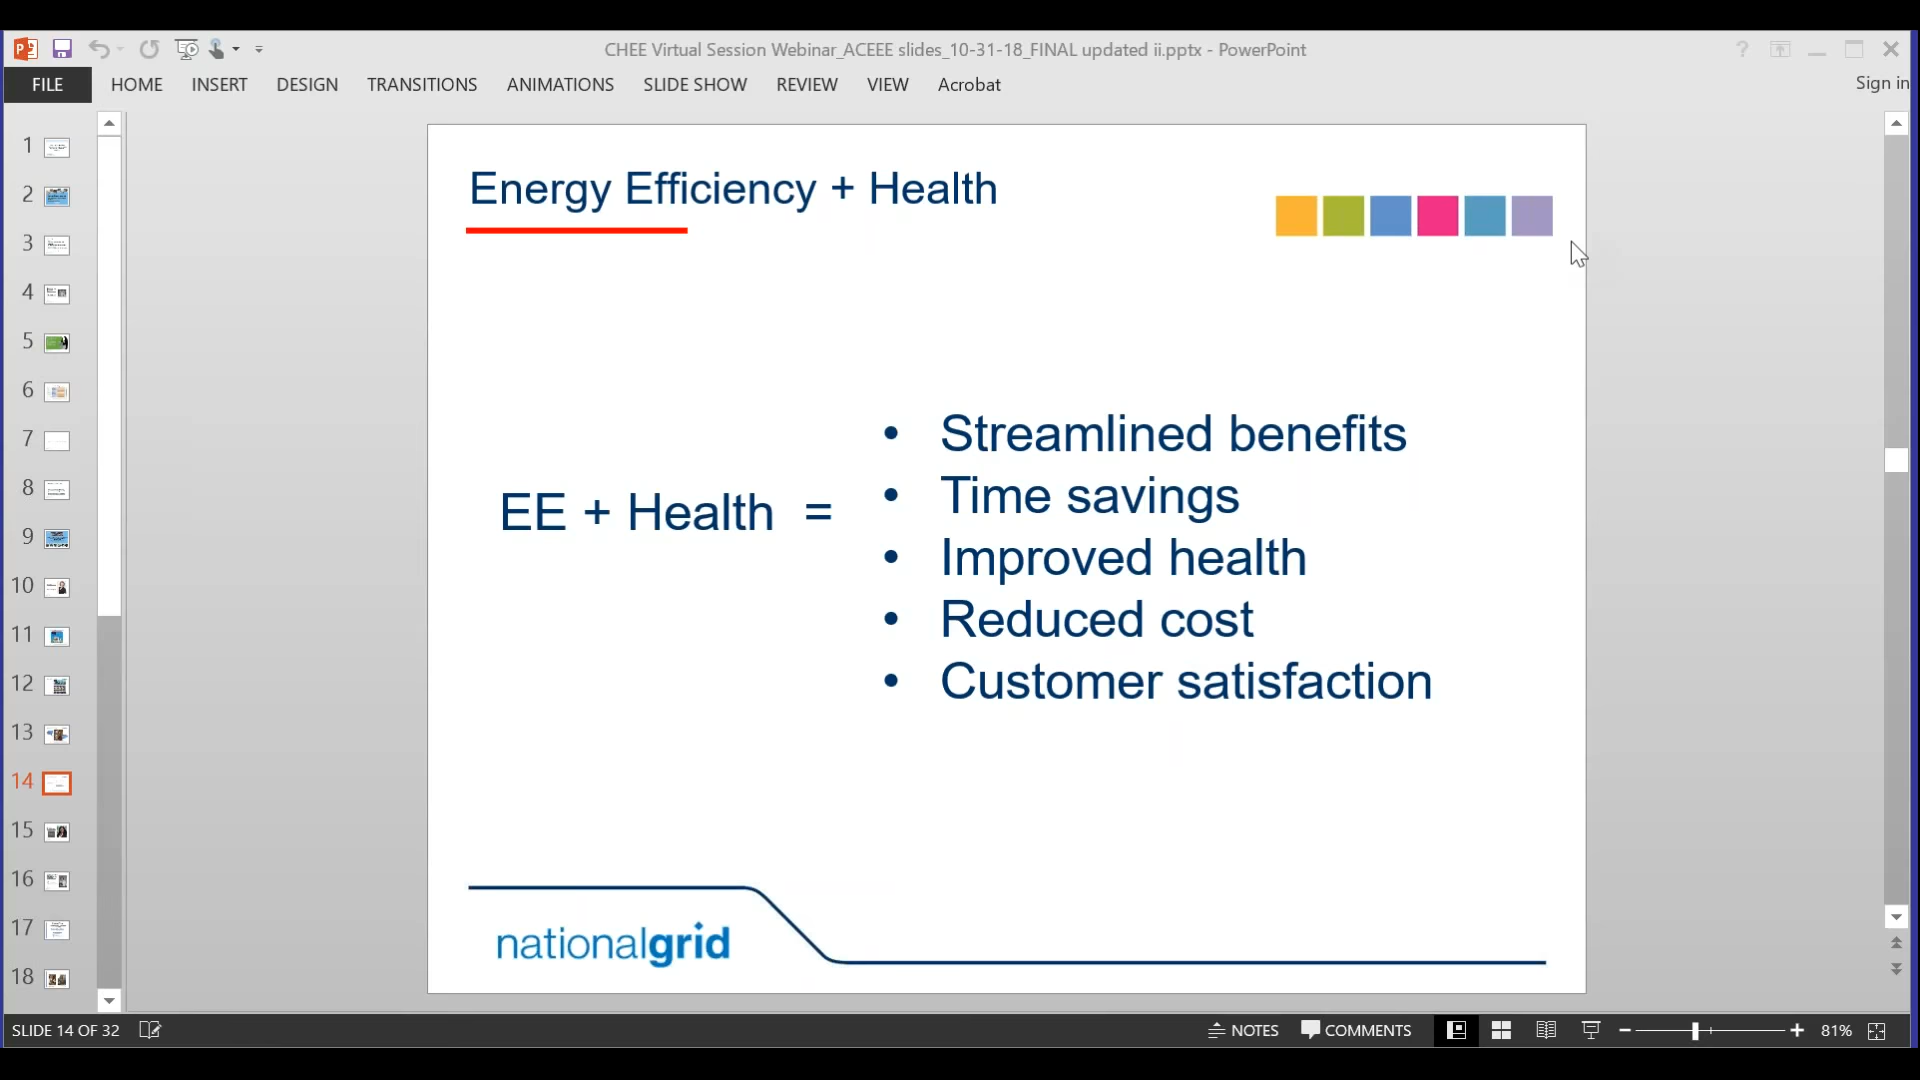 CHEE Virtual Session Webinar_ACEEE slides_10-31-18_FINAL updated ii.pptx - PowerPoint
?
FILE HOME INSERT DESIGN TRANSITIONS ANIMATIONS SLIDE SHOW REVIEW VIEW Acrobat Sign in
1
2
3
4
5
6
7
8
9
10
11
12
13
14
15
16
17
18
Energy Efficiency + Health
EE + Health =
• Streamlined benefits
• Time savings
• Improved health
• Reduced cost
• Customer satisfaction
nationalgrid
SLIDE 14 OF 32 NOTES COMMENTS 81%